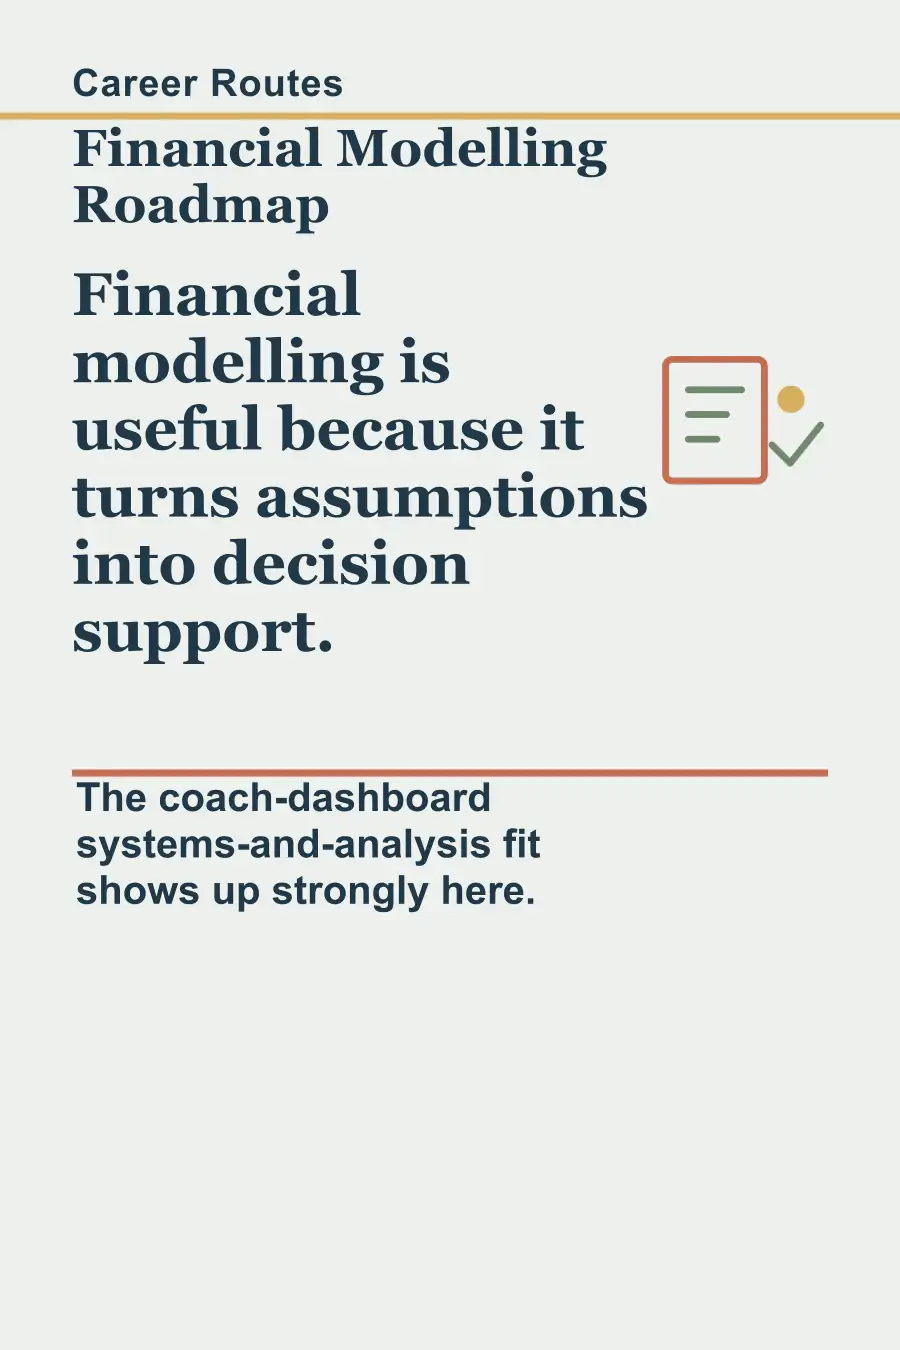 Career Routes
Financial Modelling
Roadmap
Financial
modelling is
useful because it
turns assumptions
into decision
support.
The coach-dashboard
systems-and-analysis fit
shows up strongly here.